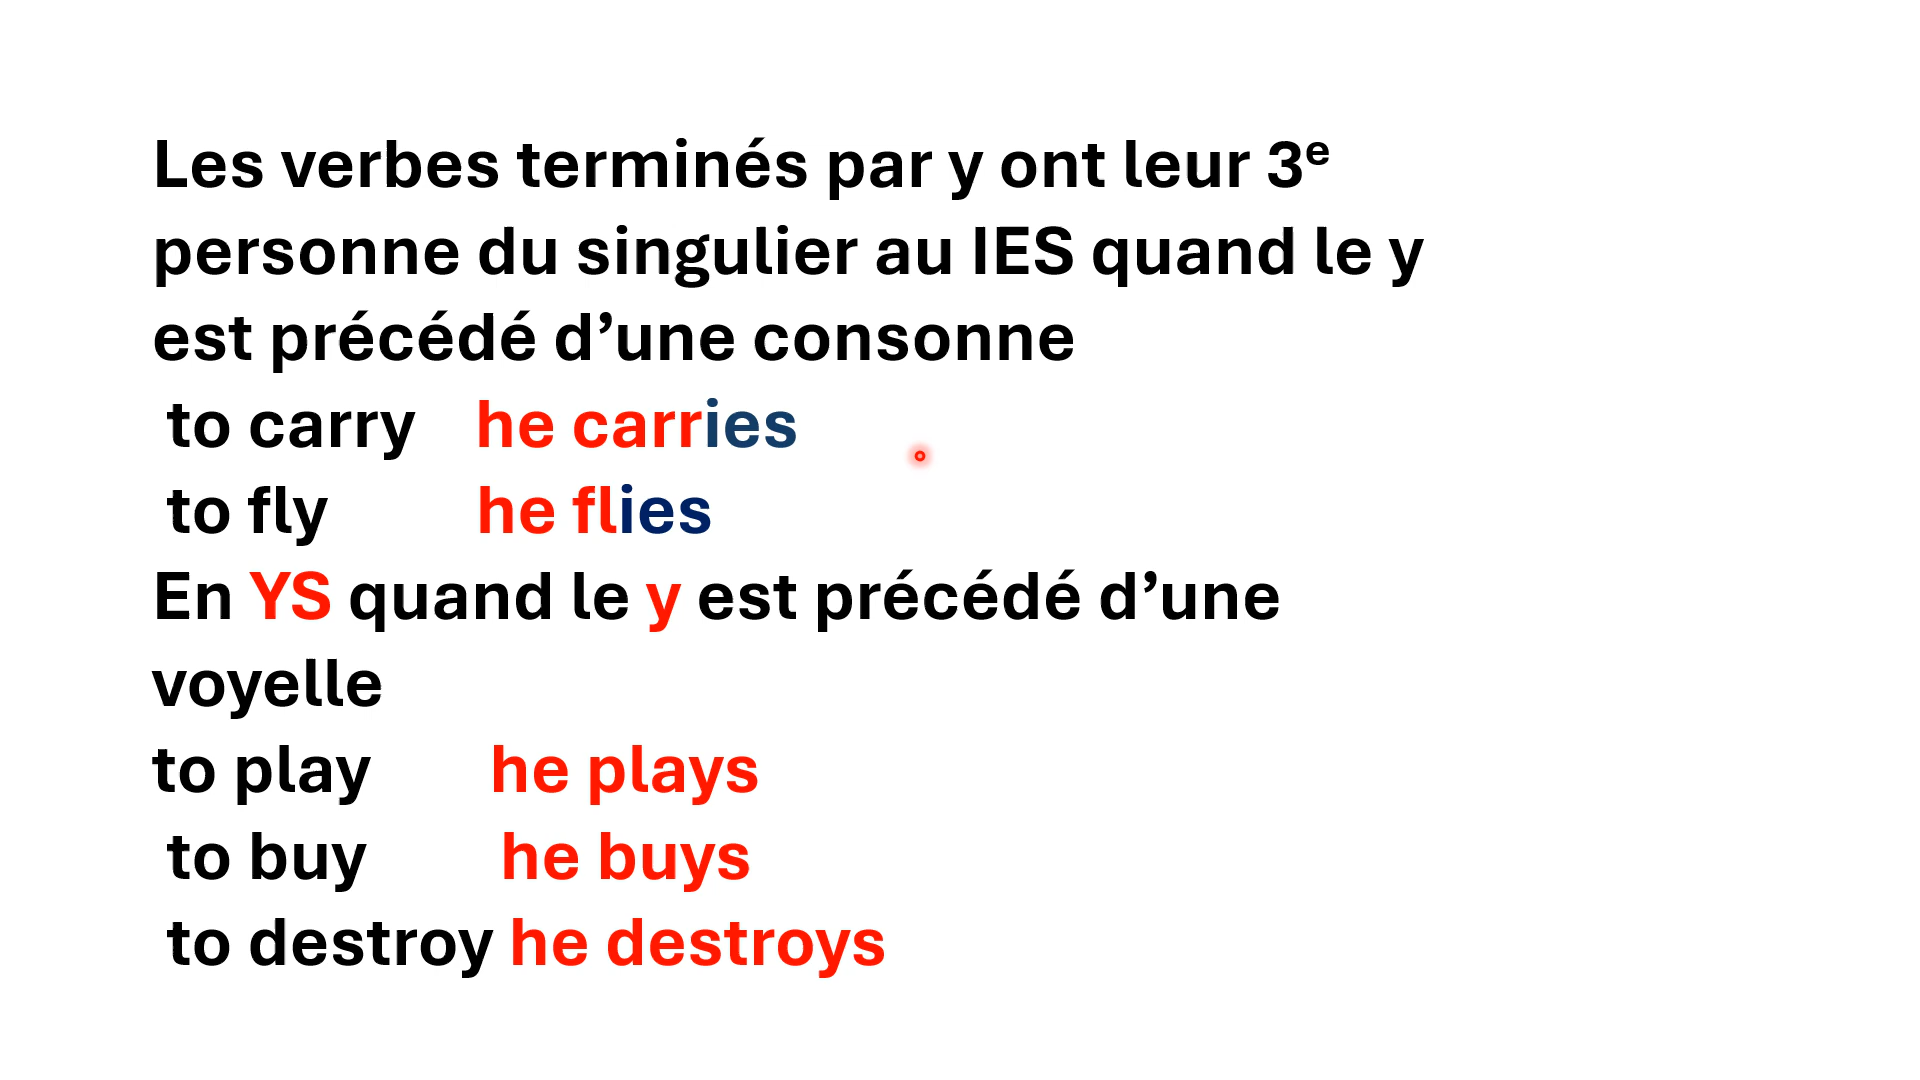 Les verbes terminés par y ont leur 3e
personne du singulier au IES quand le y
est précédé d’une consonne
to carry he carries
to fly he flies
En YS quand le y est précédé d’une
voyelle
to play he plays
to buy he buys
to destroy he destroys